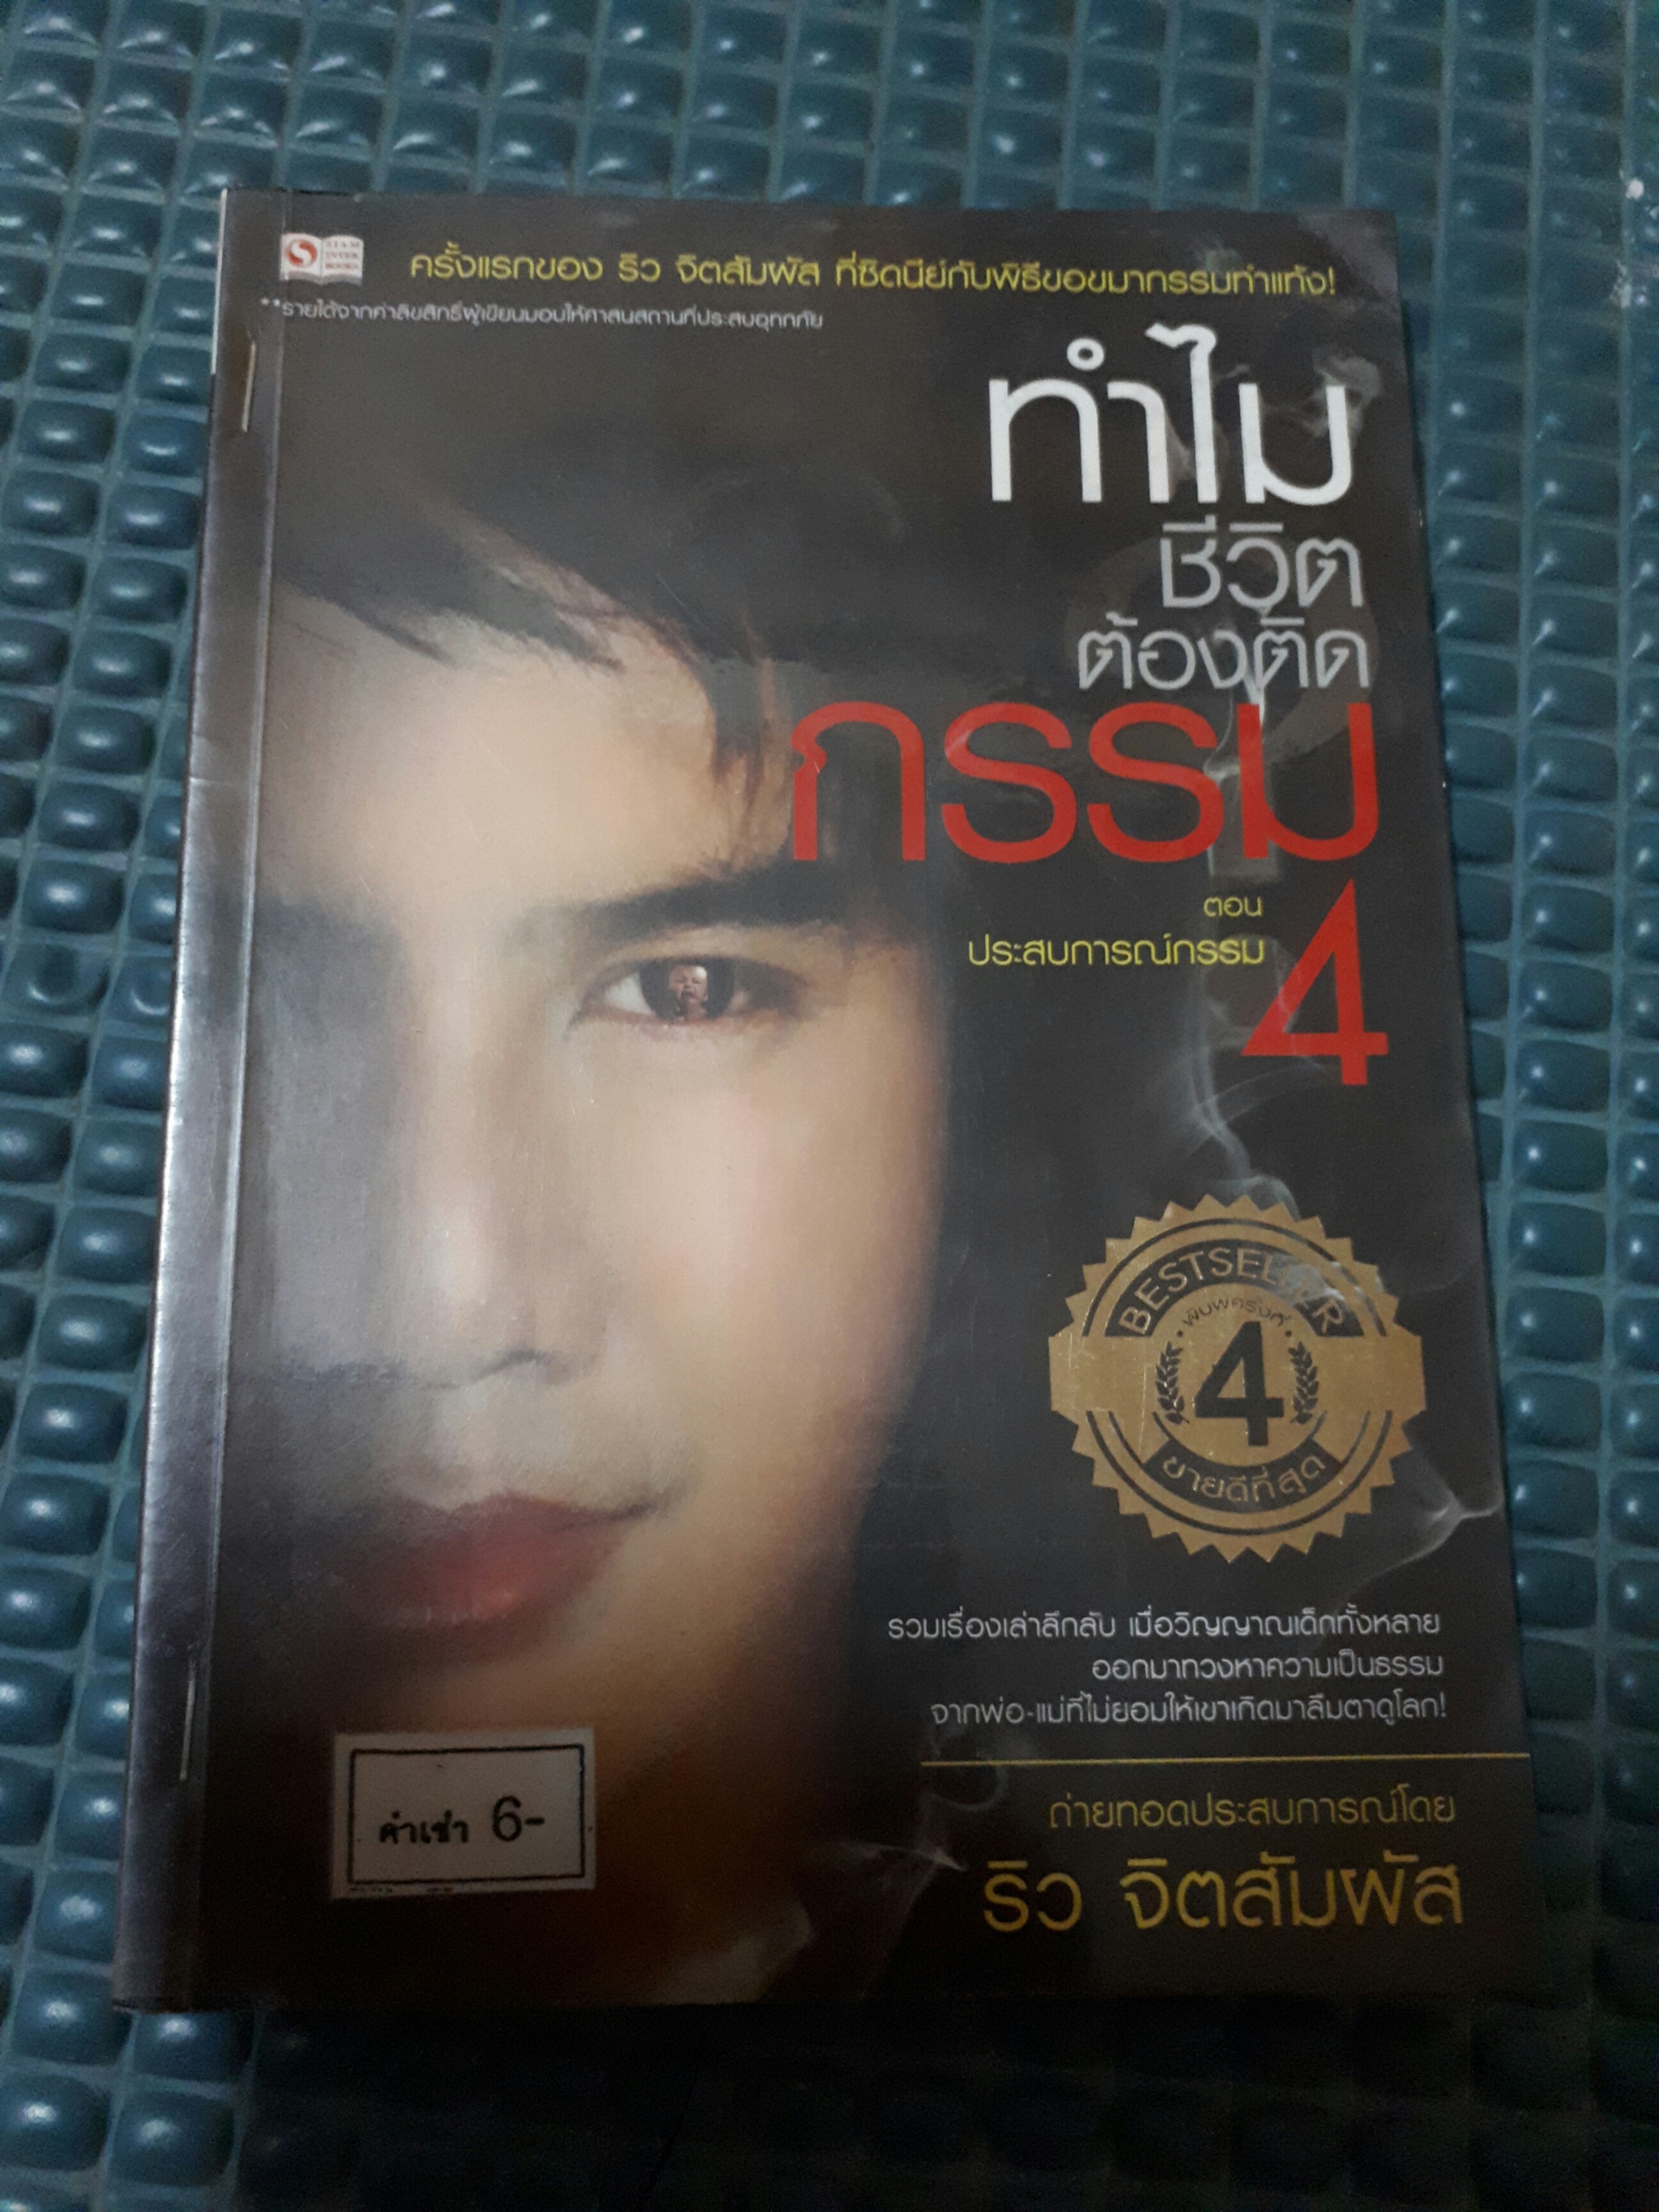 SIAM
INTER
BOOKS
ครั้งแรกของ ริว จิตสัมผัส ที่ซิดนีย์กับพิธีขอขมากรรมทำแท้ง!
**รายได้จากค่าลิขสิทธิ์ผู้เขียนมอบให้ศาสนสถานที่ประสบอุทกภัย
ทำไม
ชีวิต
ต้องติด
กรรม
4
ตอน
ประสบการณ์กรรม
BESTSELLER
พิมพ์ครั้งที่
4
ขายดีที่สุด
รวมเรื่องเล่าลึกลับ เมื่อวิญญาณเด็กทั้งหลาย
ออกมาทวงหาความเป็นธรรม
จากพ่อ-แม่ที่ไม่ยอมให้เขาเกิดมาลืมตาดูโลก!
ถ่ายทอดประสบการณ์โดย
ริว จิตสัมผัส
ค่าเช่า 6-